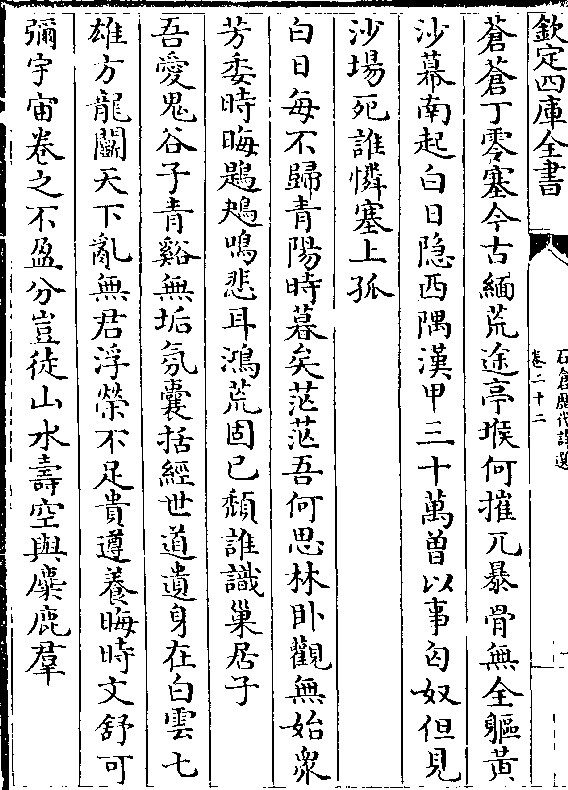 欽定四庫全書
石倉歷代詩選
卷二十二
蒼蒼丁零塞今古緬荒途亭堠何摧兀暴骨無全軀黃
沙幕南起白日隐西隅漢甲三十萬曽以事匈奴但見
沙場死誰憐塞上孤
白日每不歸青陽時暮矣茫茫吾何思林卧觀無始衆
芳委時晦鶗鴂鳴悲耳鴻荒固已頹誰識巢居子
吾愛鬼谷子青谿無垢氛囊括經世道遺身在白雲七
雄方龍鬭天下亂無君浮榮不足貴遵養晦時文舒可
彌宇宙卷之不盈分豈徒山水壽空與麋鹿羣